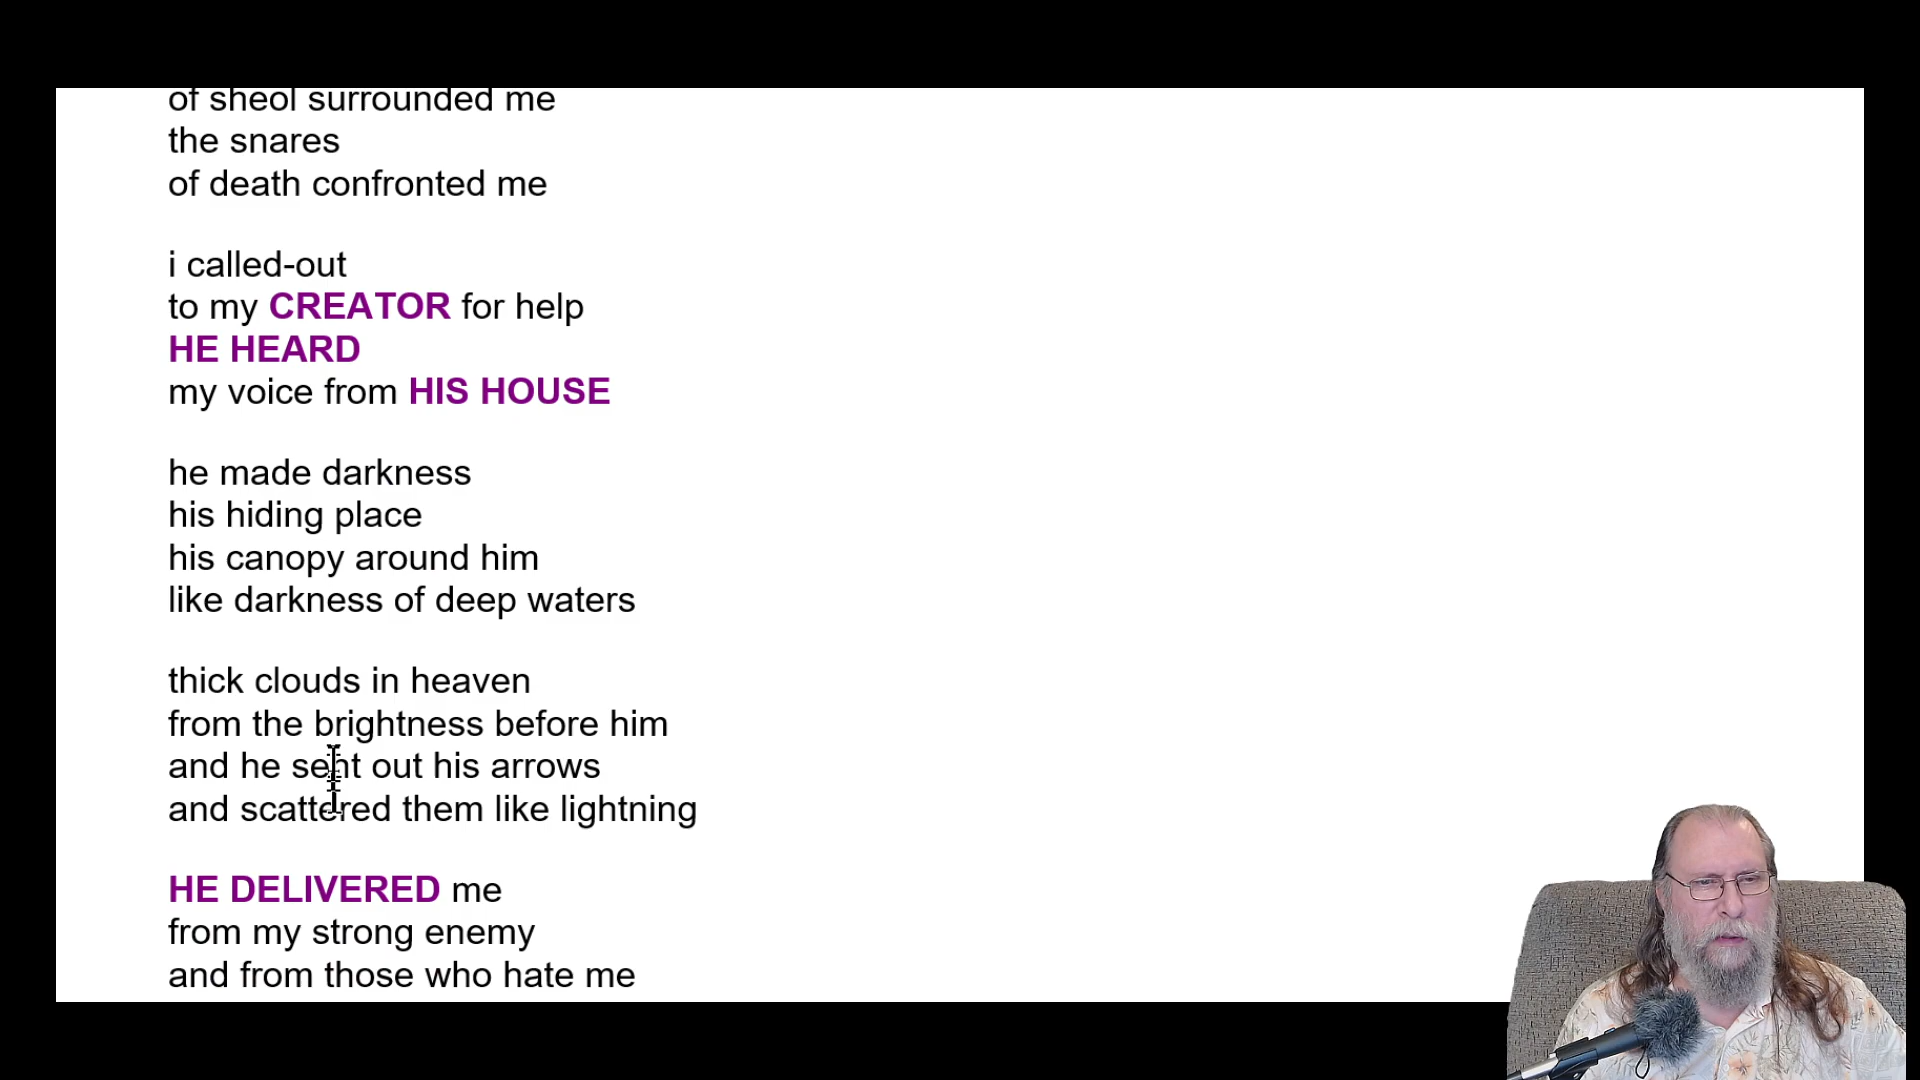 of sheol surrounded me
the snares
of death confronted me
i called-out
to my CREATOR for help
HE HEARD
my voice from HIS HOUSE
he made darkness
his hiding place
his canopy around him
like darkness of deep waters
thick clouds in heaven
from the brightness before him
and he sent out his arrows
and scattered them like lightning
HE DELIVERED me
from my strong enemy
and from those who hate me